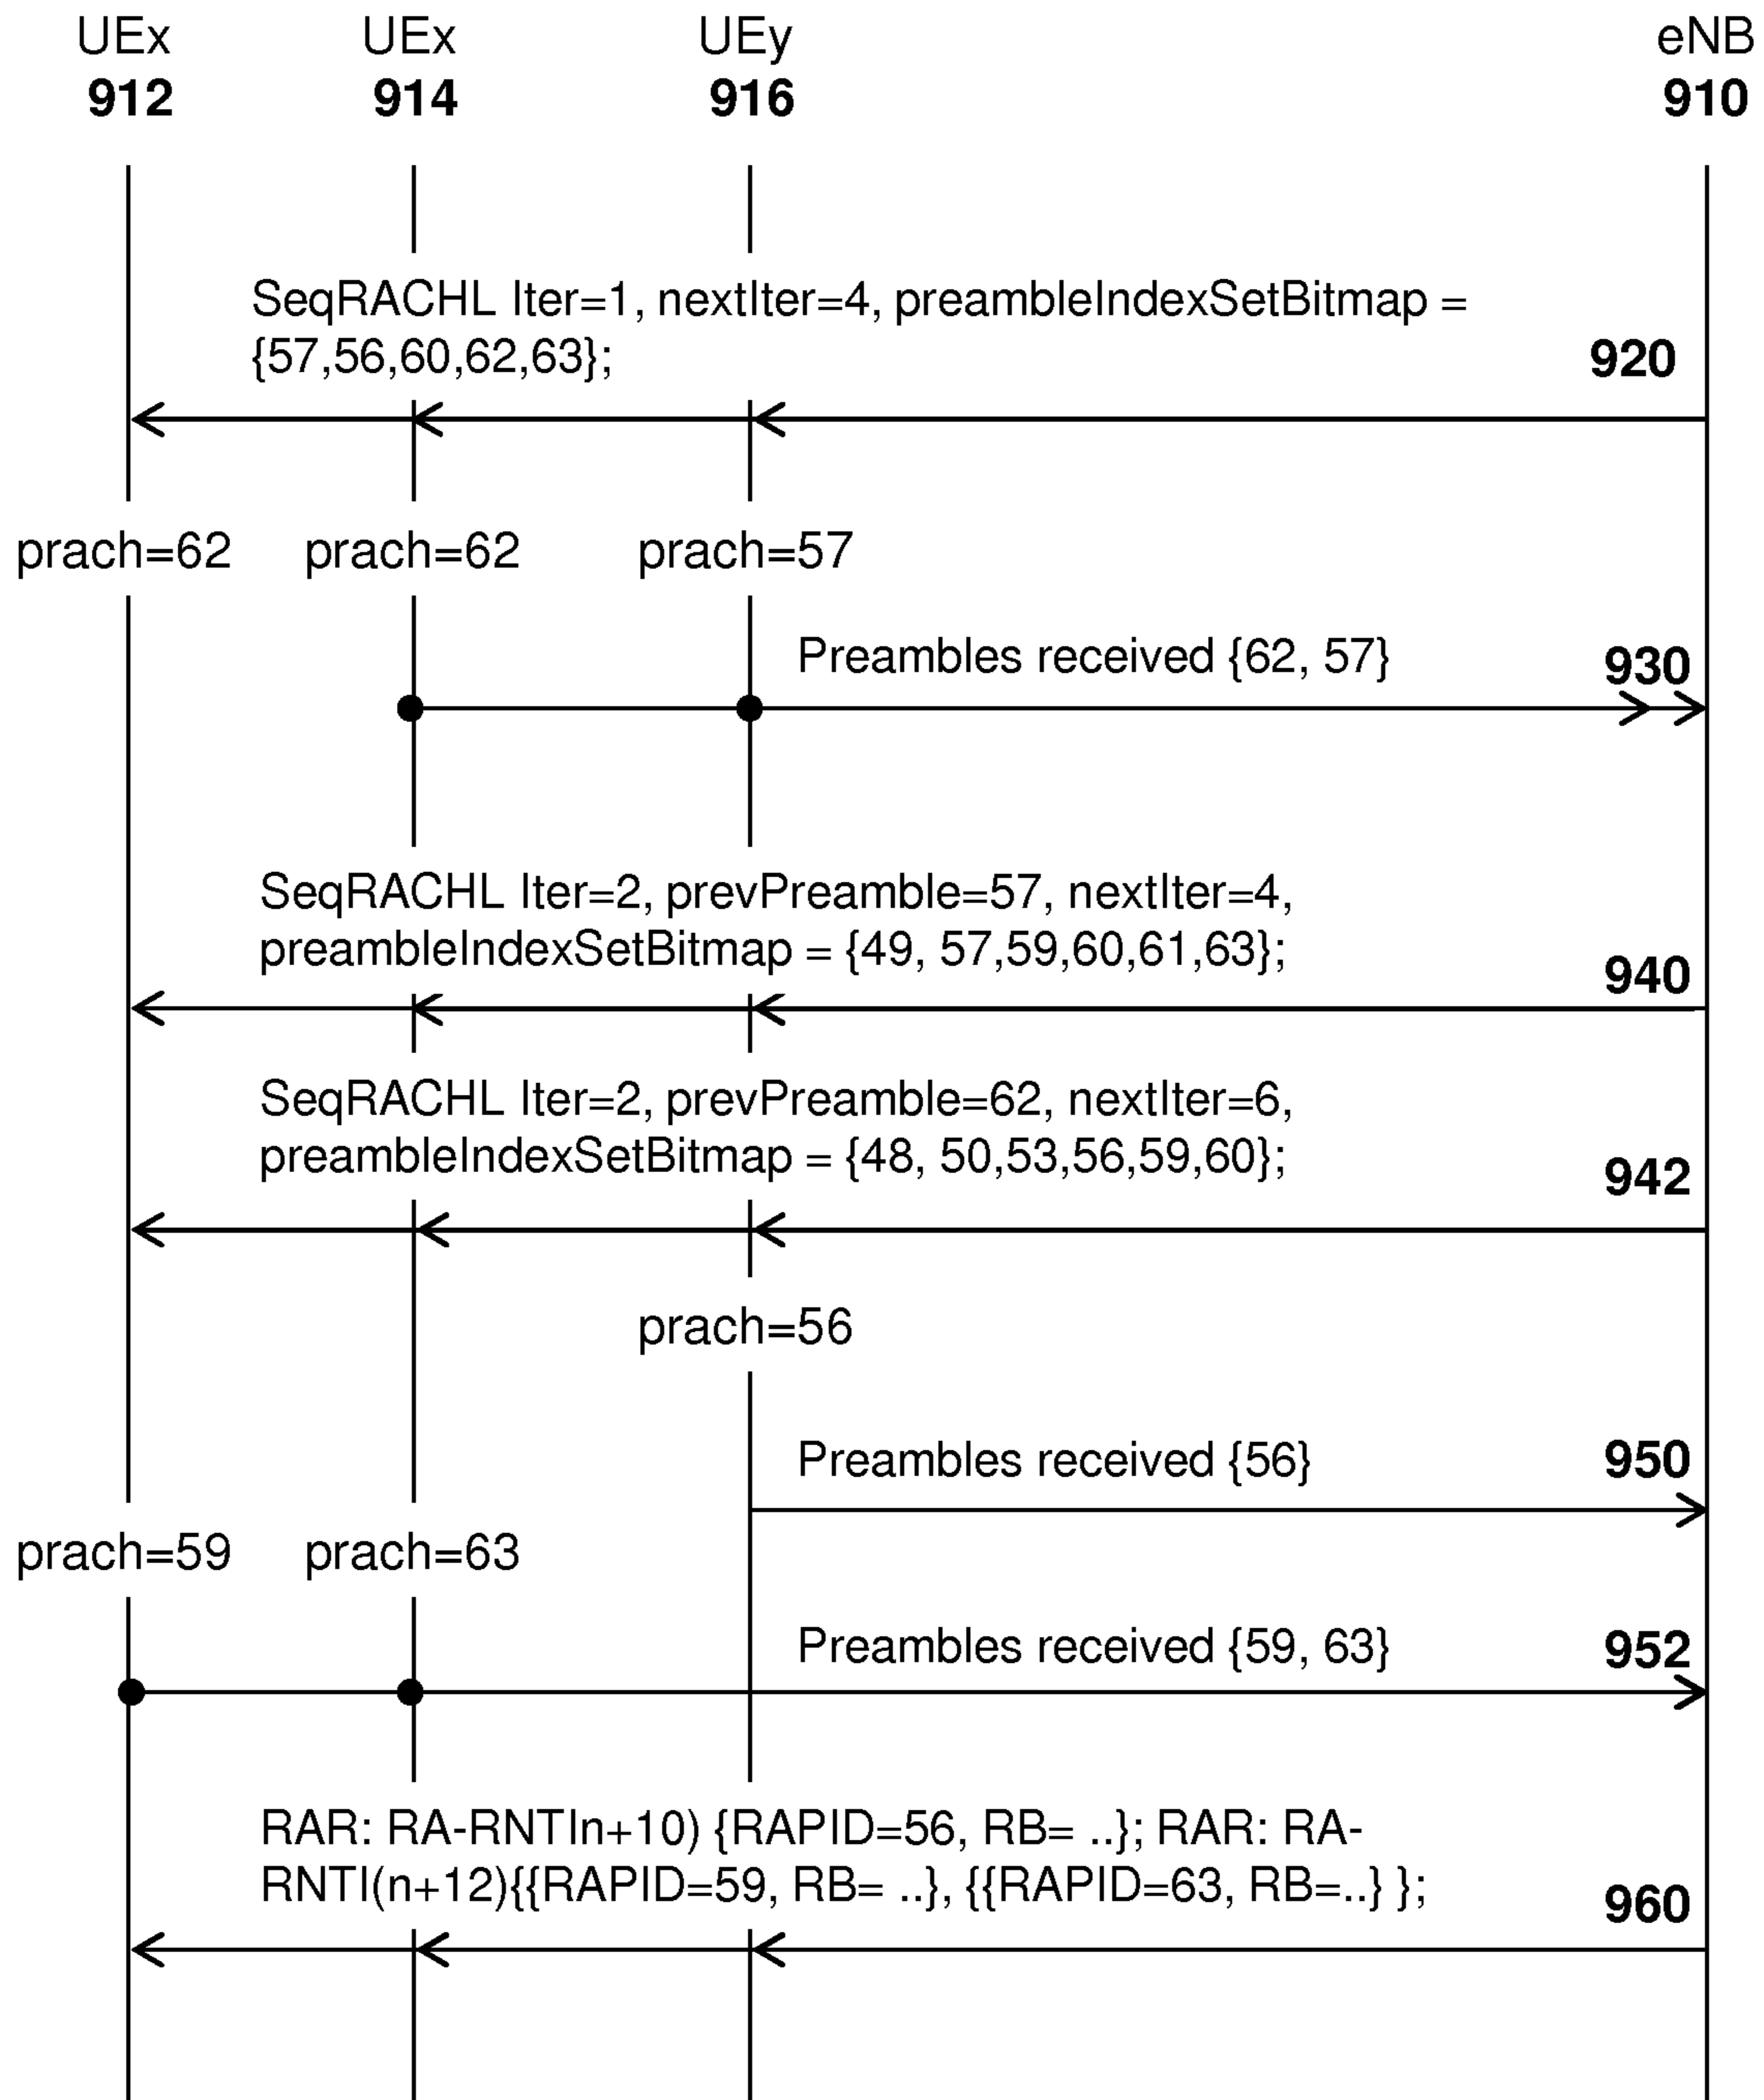 UEx UEx UEy eNB
912 914 916 910
SeqRACHL Iter=1, nextIter=4, preambleIndexSetBitmap =
{57,56,60,62,63};
920
prach=62 prach=62 prach=57
Preambles received {62, 57}
930
SeqRACHL Iter=2, prevPreamble=57, nextIter=4,
preambleIndexSetBitmap = {49, 57,59,60,61,63};
940
SeqRACHL Iter=2, prevPreamble=62, nextIter=6,
preambleIndexSetBitmap = {48, 50,53,56,59,60};
942
prach=56
Preambles received {56}
950
prach=59 prach=63
Preambles received {59, 63}
952
RAR: RA-RNTIn+10) {RAPID=56, RB= ..}; RAR: RA-
RNTI(n+12){{RAPID=59, RB= ..}, {{RAPID=63, RB=..} };
960